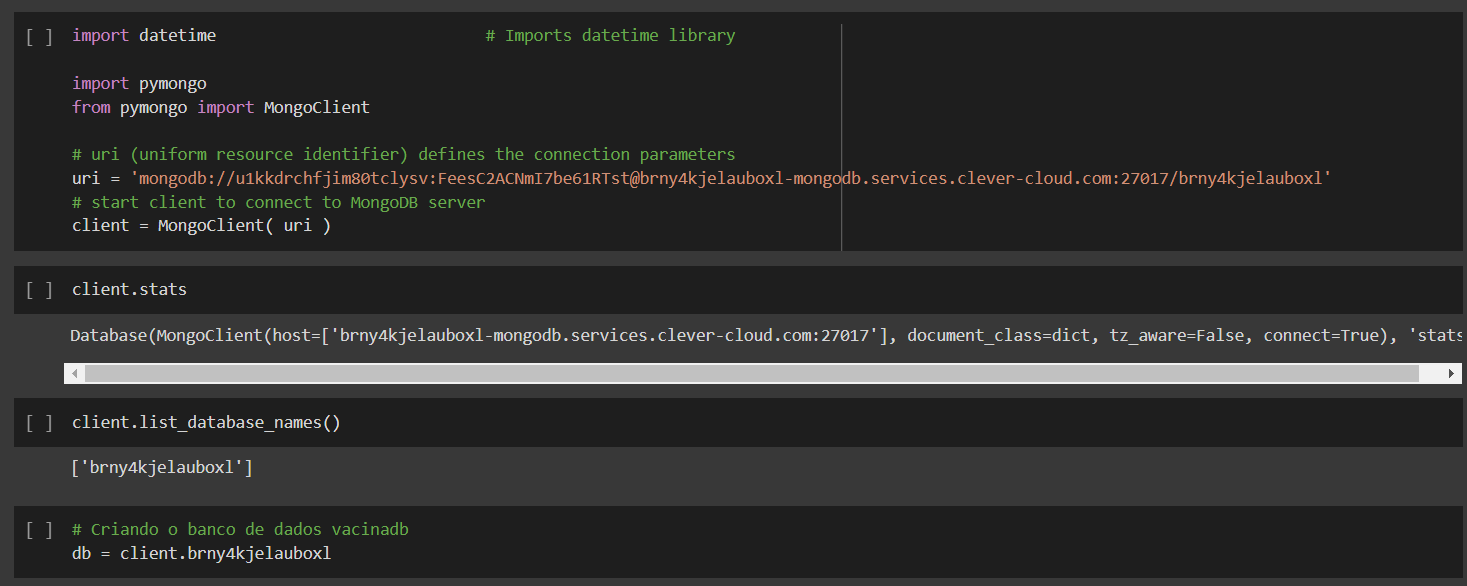 [ ] import datetime # Imports datetime library
import pymongo
from pymongo import MongoClient
# uri (uniform resource identifier) defines the connection parameters
uri = 'mongodb://u1kkdrchfjim80tclysv:FeesC2ACNmI7be61RTst@brny4kjelauboxl-mongodb.services.clever-cloud.com:27017/brny4kjelauboxl'
# start client to connect to MongoDB server
client = MongoClient( uri )
[ ] client.stats
Database(MongoClient(host=['brny4kjelauboxl-mongodb.services.clever-cloud.com:27017'], document_class=dict, tz_aware=False, connect=True), 'stats
[ ] client.list_database_names()
['brny4kjelauboxl']
[ ] # Criando o banco de dados vacinadb
db = client.brny4kjelauboxl